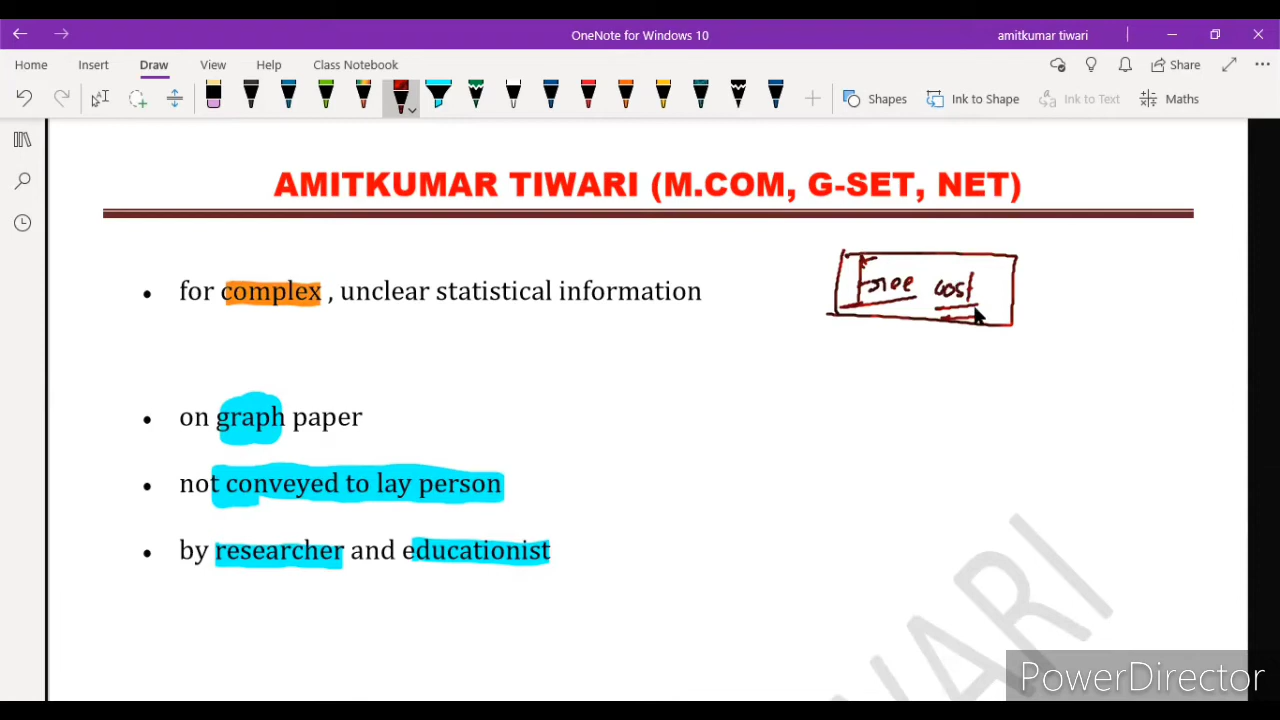 OneNote for Windows 10
amitkumar tiwari
Home Insert Draw View Help Class Notebook
Share
Shapes Ink to Shape Ink to Text Maths
AMITKUMAR TIWARI (M.COM, G-SET, NET)
• for complex , unclear statistical information
Free cost
• on graph paper
• not conveyed to lay person
• by researcher and educationist
WARI
PowerDirector